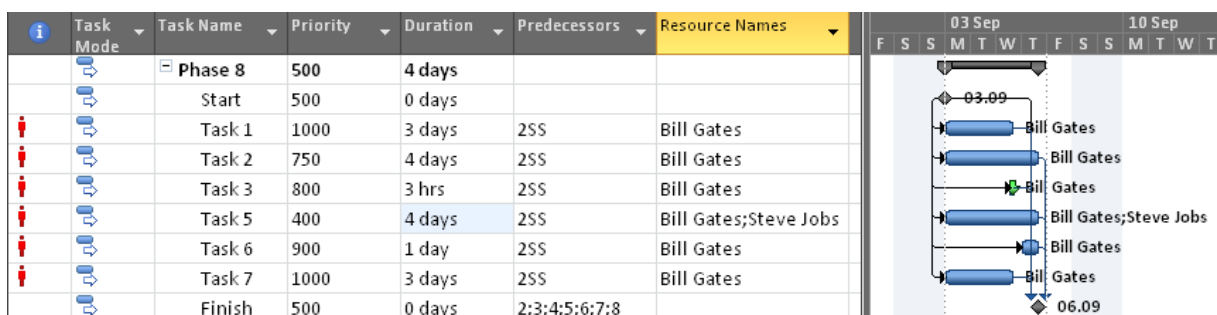 Task Mode Task Name Priority Duration Predecessors Resource Names 03 Sep 10 Sep
F S S M T W T F S S M T W T
Phase 8 500 4 days
Start 500 0 days 03.09
Task 1 1000 3 days 2SS Bill Gates Bill Gates
Task 2 750 4 days 2SS Bill Gates Bill Gates
Task 3 800 3 hrs 2SS Bill Gates Bill Gates
Task 5 400 4 days 2SS Bill Gates;Steve Jobs Bill Gates;Steve Jobs
Task 6 900 1 day 2SS Bill Gates Bill Gates
Task 7 1000 3 days 2SS Bill Gates Bill Gates
Finish 500 0 days 2;3;4;5;6;7;8 06.09